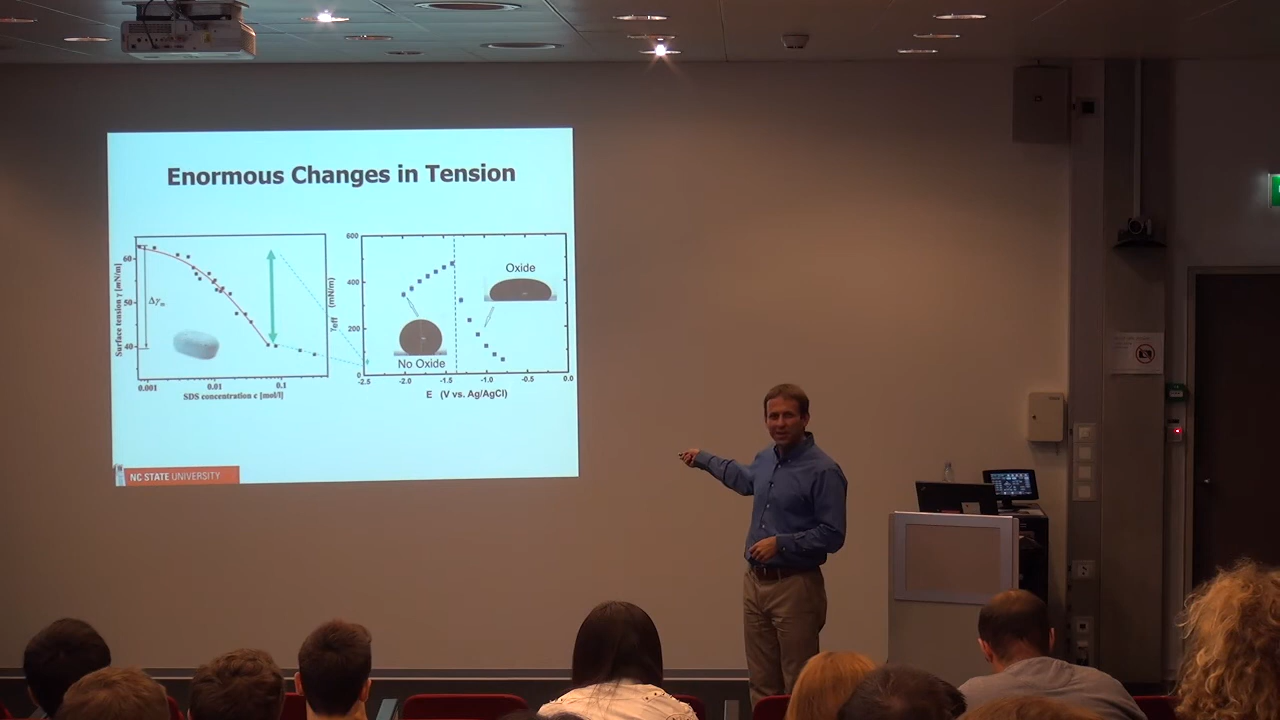 Enormous Changes in Tension
60
50
40
Surface tension γ [mN/m]
Δγm
0.001
0.01
0.1
SDS concentration c [mol/l]
600
400
200
0
γeff (mN/m)
Oxide
No Oxide
-2.5
-2.0
-1.5
-1.0
-0.5
0.0
E (V vs. Ag/AgCl)
NC STATE UNIVERSITY